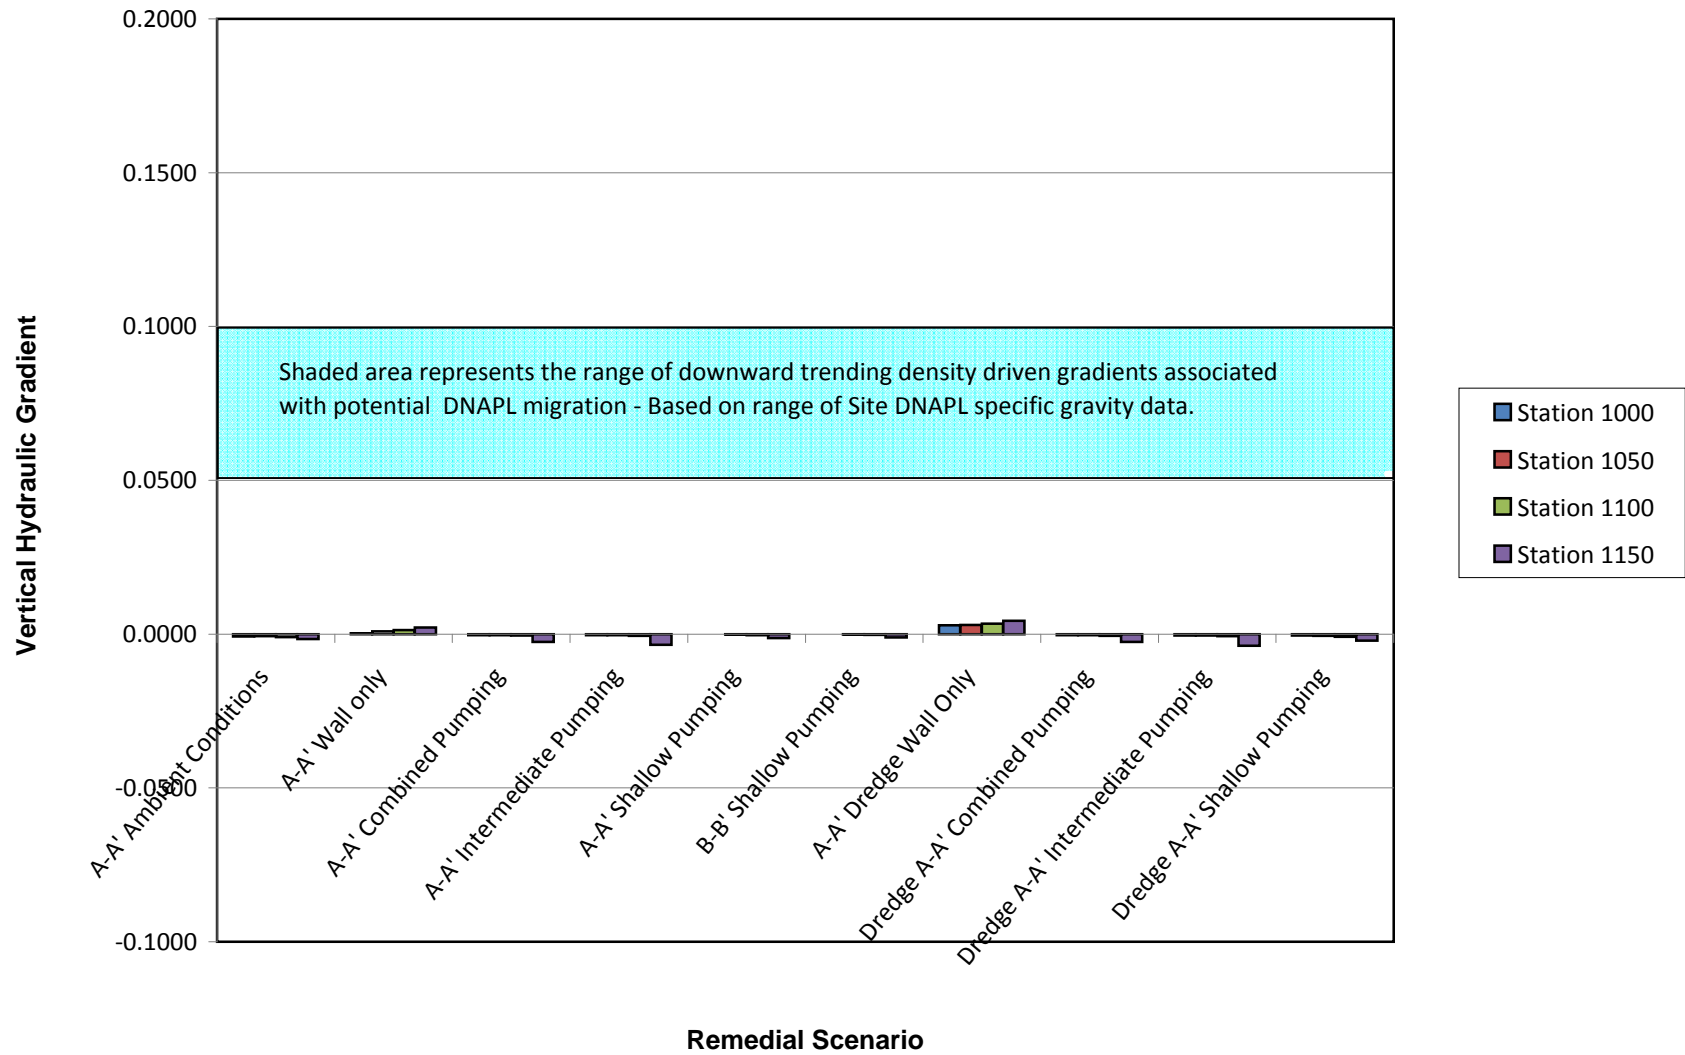 0.2000
0.1500
0.1000
0.0500
0.0000
-0.0500
-0.1000
Vertical Hydraulic Gradient
Shaded area represents the range of downward trending density driven gradients associated
with potential  DNAPL migration - Based on range of Site DNAPL specific gravity data.
A-A' Ambient Conditions
A-A' Wall only
A-A' Combined Pumping
A-A' Intermediate Pumping
A-A' Shallow Pumping
B-B' Shallow Pumping
A-A' Dredge Wall Only
Dredge A-A' Combined Pumping
Dredge A-A' Intermediate Pumping
Dredge A-A' Shallow Pumping
Remedial Scenario
Station 1000
Station 1050
Station 1100
Station 1150